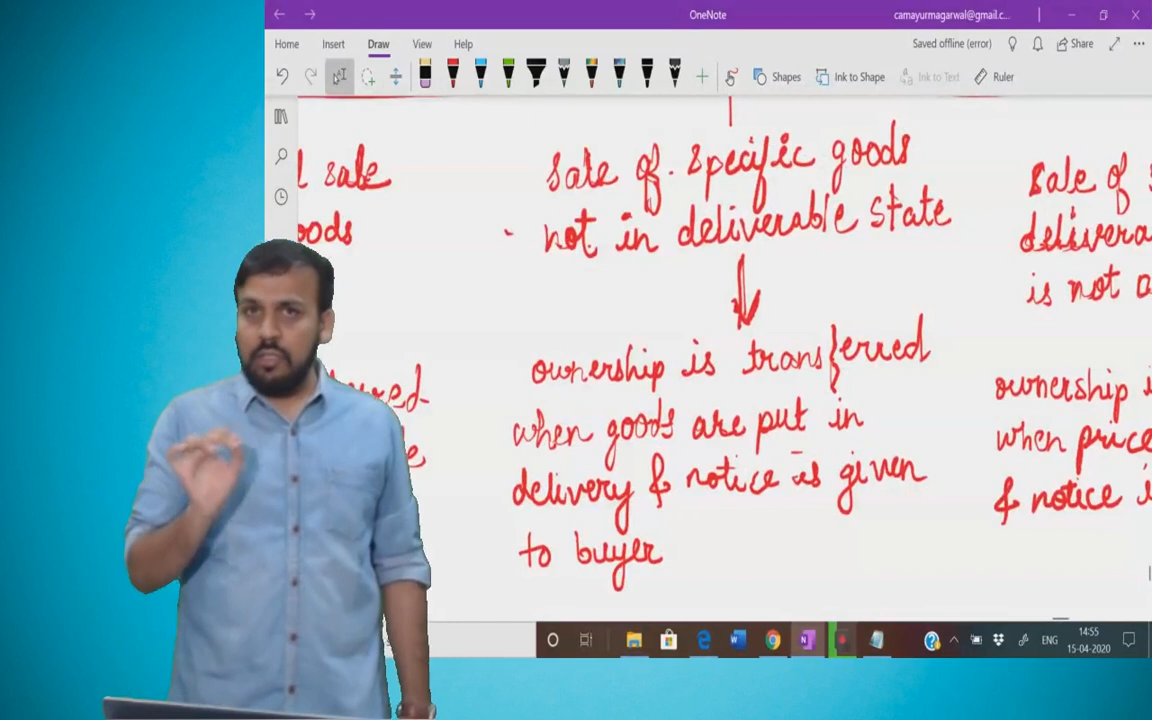 OneNote
camayurmagarwal@gmail.c...
Home Insert Draw View Help
Saved offline (error) Share
Shapes Ink to Shape Ink to Text Ruler
sale
oods
Sale of specific goods
not in deliverable state
ownership is transferred
when goods are put in
delivery & notice is given
to buyer
Sale of
delivera
is not a
ownership i
when price
& notice i
ENG
14:55
15-04-2020